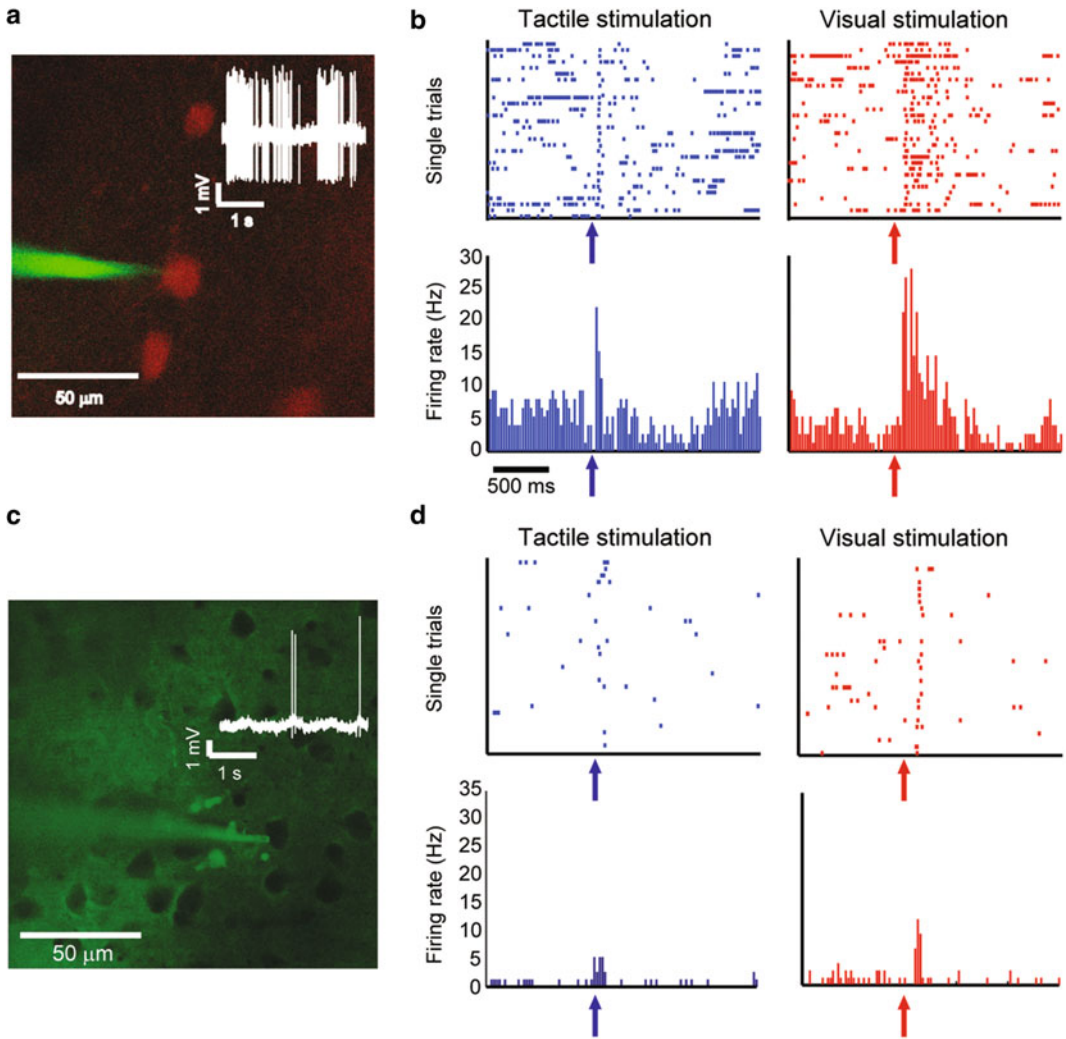 a
1 mV
1 s
50 μm
b
Tactile stimulation
Visual stimulation
Single trials
Firing rate (Hz)
30
25
20
15
10
5
0
500 ms
c
1 mV
1 s
50 μm
d
Tactile stimulation
Visual stimulation
Single trials
Firing rate (Hz)
35
30
25
20
15
10
5
0